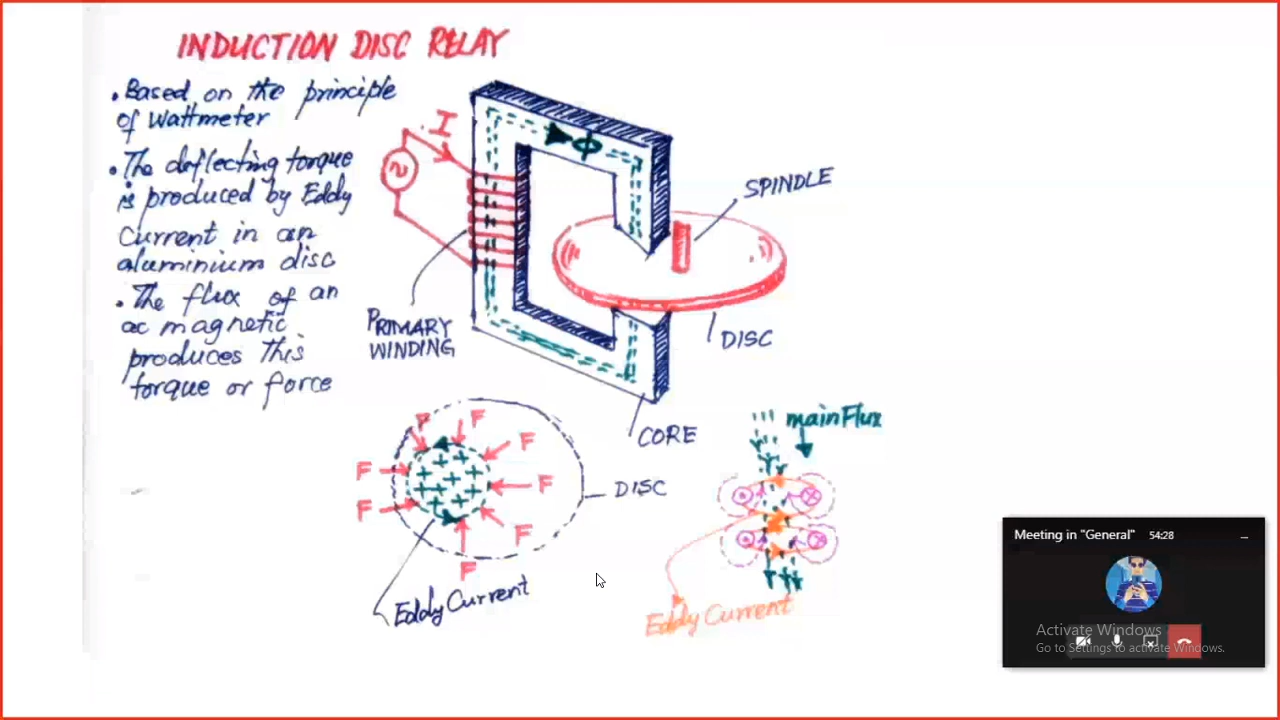 INDUCTION DISC RELAY
• Based on the principle
of Wattmeter
• The deflecting torque
is produced by Eddy
Current in an
aluminium disc
• The flux of an
ac magnetic
produces this
torque or force
I
ϕ
SPINDLE
PRIMARY
WINDING
DISC
CORE
main Flux
F
F
F
F
F
F
F
F
DISC
Eddy Current
Eddy Current
Meeting in "General" 54:28
Activate Windows
Go to Settings to activate Windows.